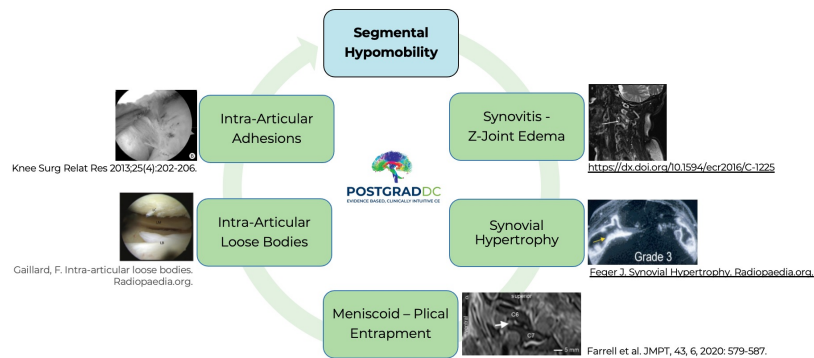 Segmental
Hypomobility
Intra-Articular
Adhesions
Knee Surg Relat Res 2013;25(4):202-206.
Synovitis -
Z-Joint Edema
https://dx.doi.org/10.1594/ecr2016/C-1225
POSTGRADDC
EVIDENCE BASED, CLINICALLY INTUITIVE CE
Intra-Articular
Loose Bodies
LB
Gaillard, F. Intra-articular loose bodies.
Radiopaedia.org.
Synovial
Hypertrophy
Grade 3
Feger J. Synovial Hypertrophy. Radiopaedia.org.
Meniscoid – Plical
Entrapment
superior
C6
C7
5 mm
Farrell et al. JMPT, 43, 6, 2020: 579-587.